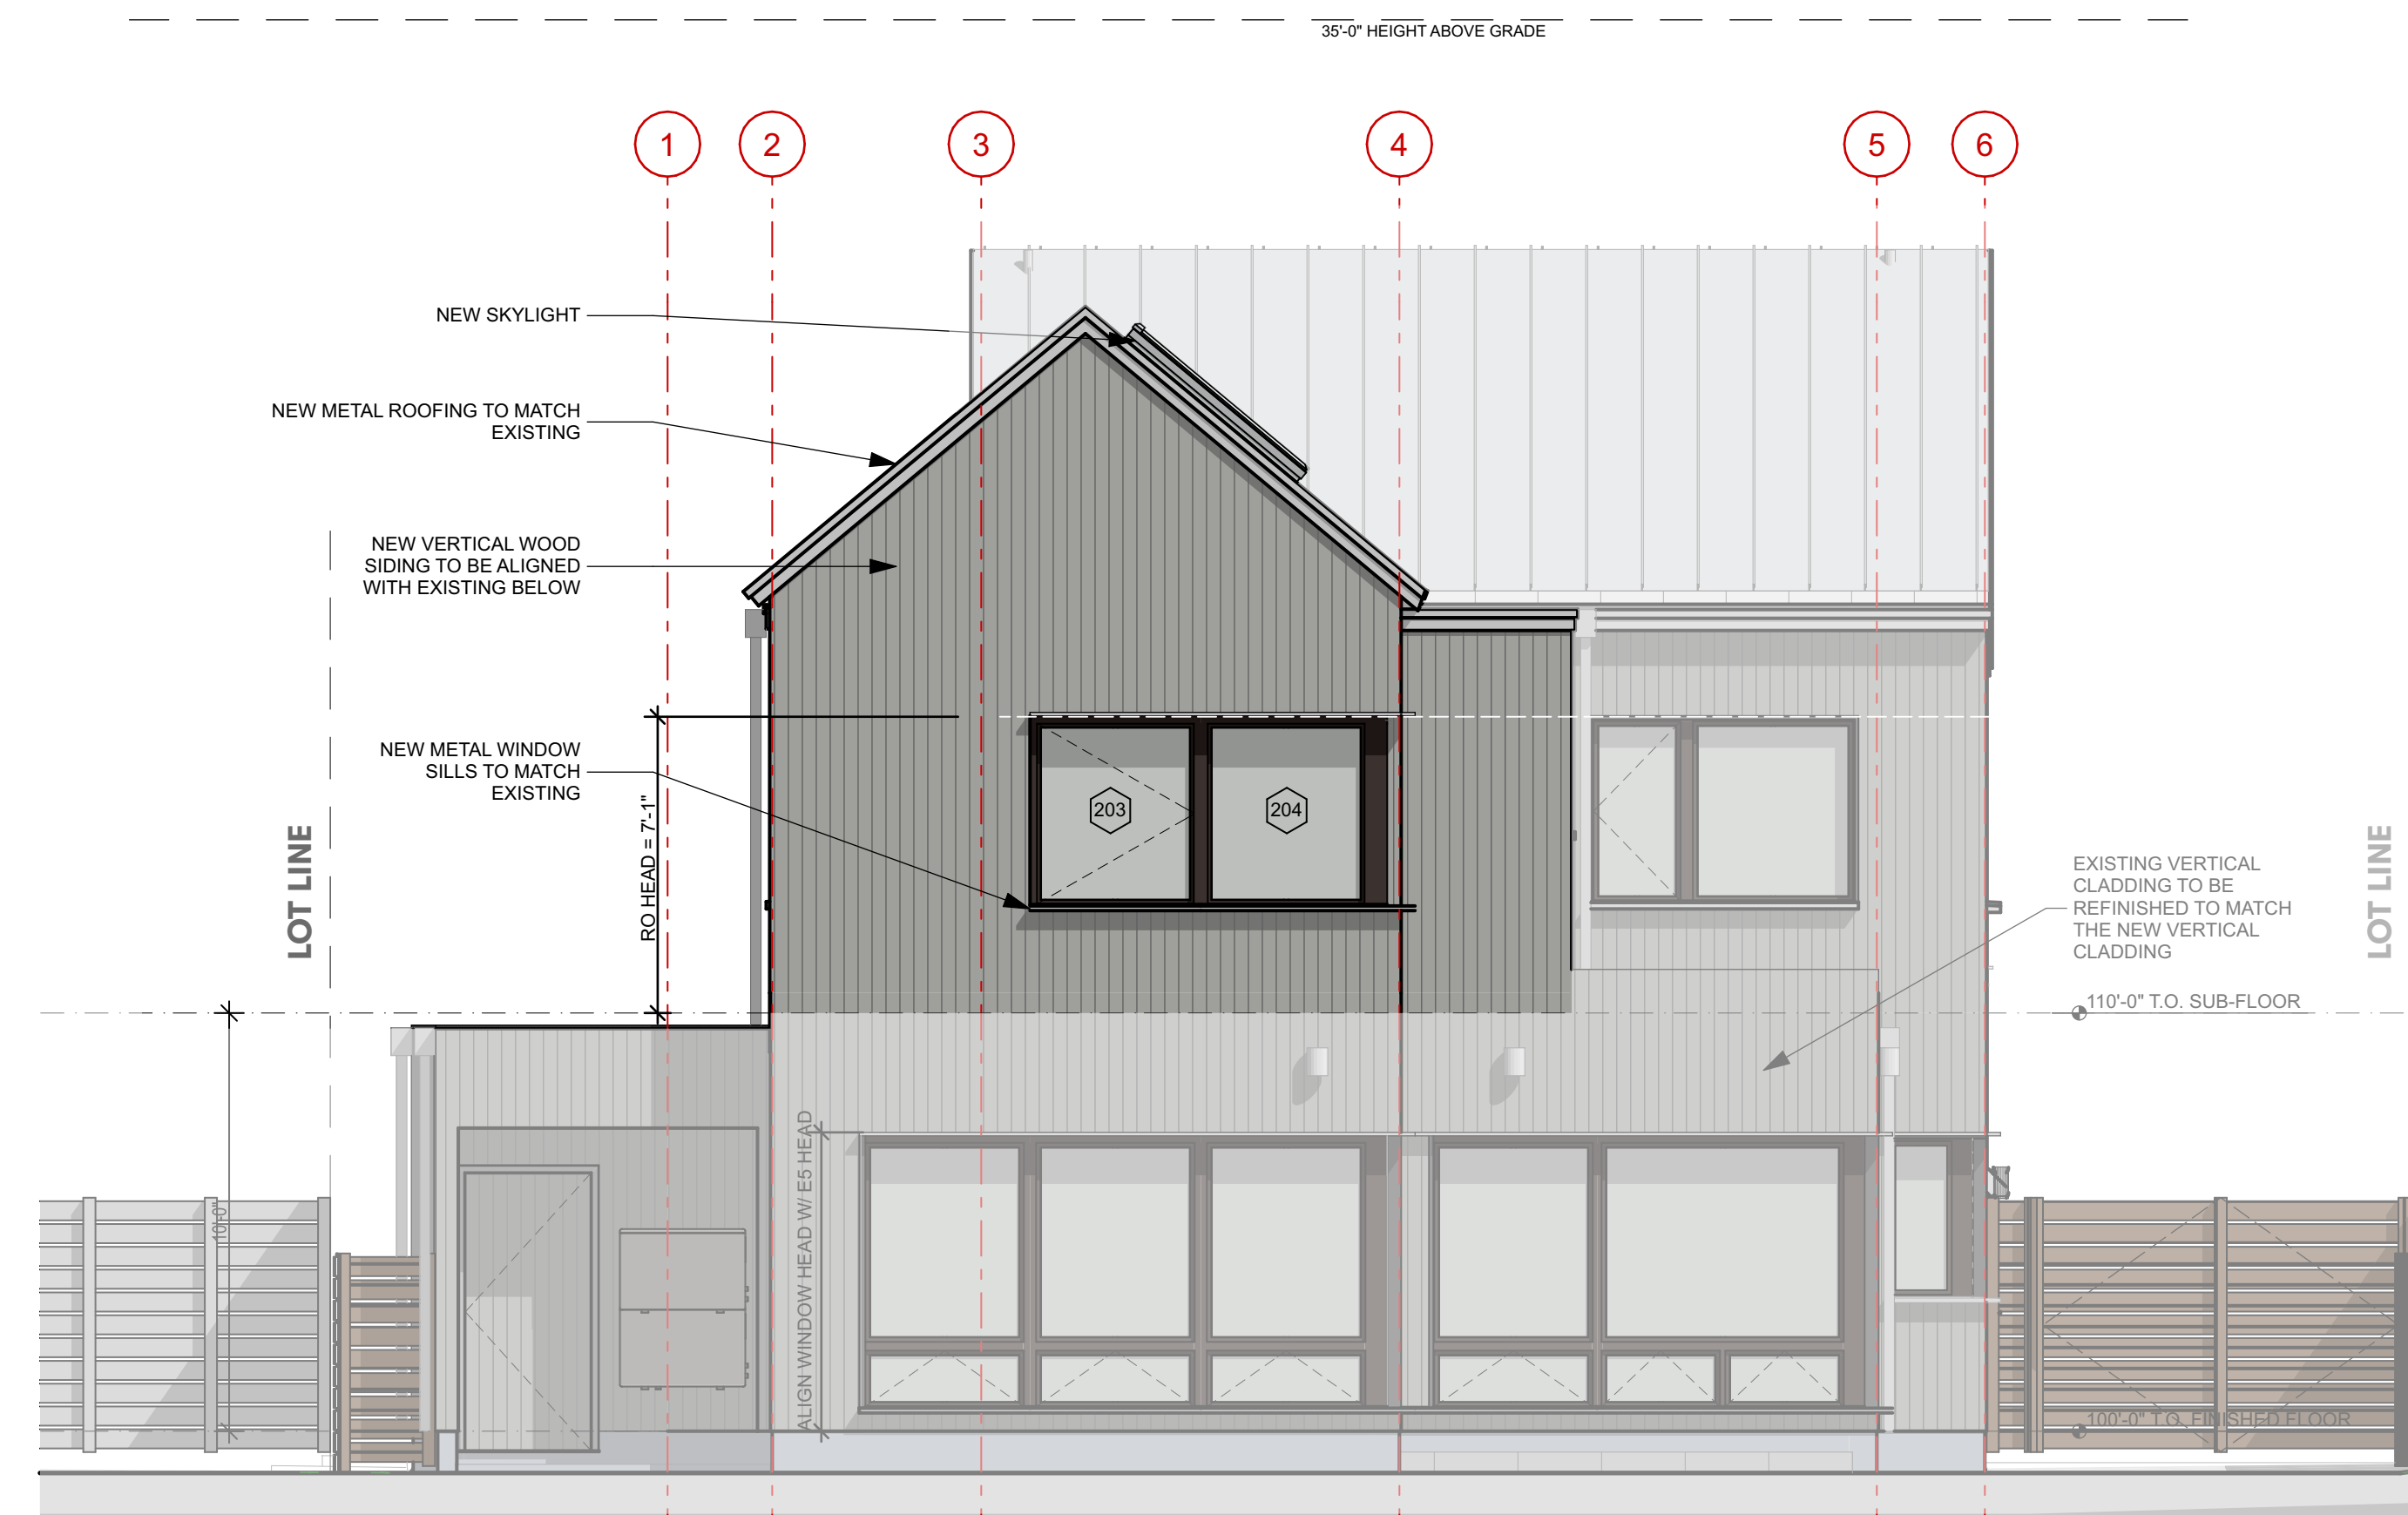 35'-0" HEIGHT ABOVE GRADE
1 2 3 4 5 6
NEW SKYLIGHT
NEW METAL ROOFING TO MATCH
EXISTING
NEW VERTICAL WOOD
SIDING TO BE ALIGNED
WITH EXISTING BELOW
NEW METAL WINDOW
SILLS TO MATCH
EXISTING
RO HEAD = 7'-1"
203
204
LOT LINE
LOT LINE
EXISTING VERTICAL
CLADDING TO BE
REFINISHED TO MATCH
THE NEW VERTICAL
CLADDING
110'-0" T.O. SUB-FLOOR
10'-0"
ALIGN WINDOW HEAD W/ E5 HEAD
100'-0" T.O. FINISHED FLOOR